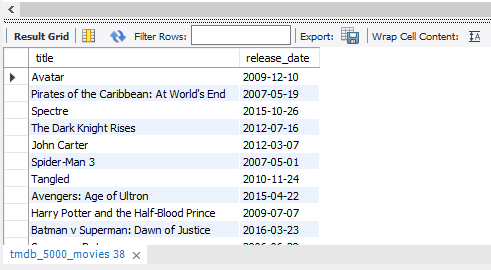 Result Grid Filter Rows: Export: Wrap Cell Content:
title release_date
Avatar 2009-12-10
Pirates of the Caribbean: At World's End 2007-05-19
Spectre 2015-10-26
The Dark Knight Rises 2012-07-16
John Carter 2012-03-07
Spider-Man 3 2007-05-01
Tangled 2010-11-24
Avengers: Age of Ultron 2015-04-22
Harry Potter and the Half-Blood Prince 2009-07-07
Batman v Superman: Dawn of Justice 2016-03-23
tmdb_5000_movies 38